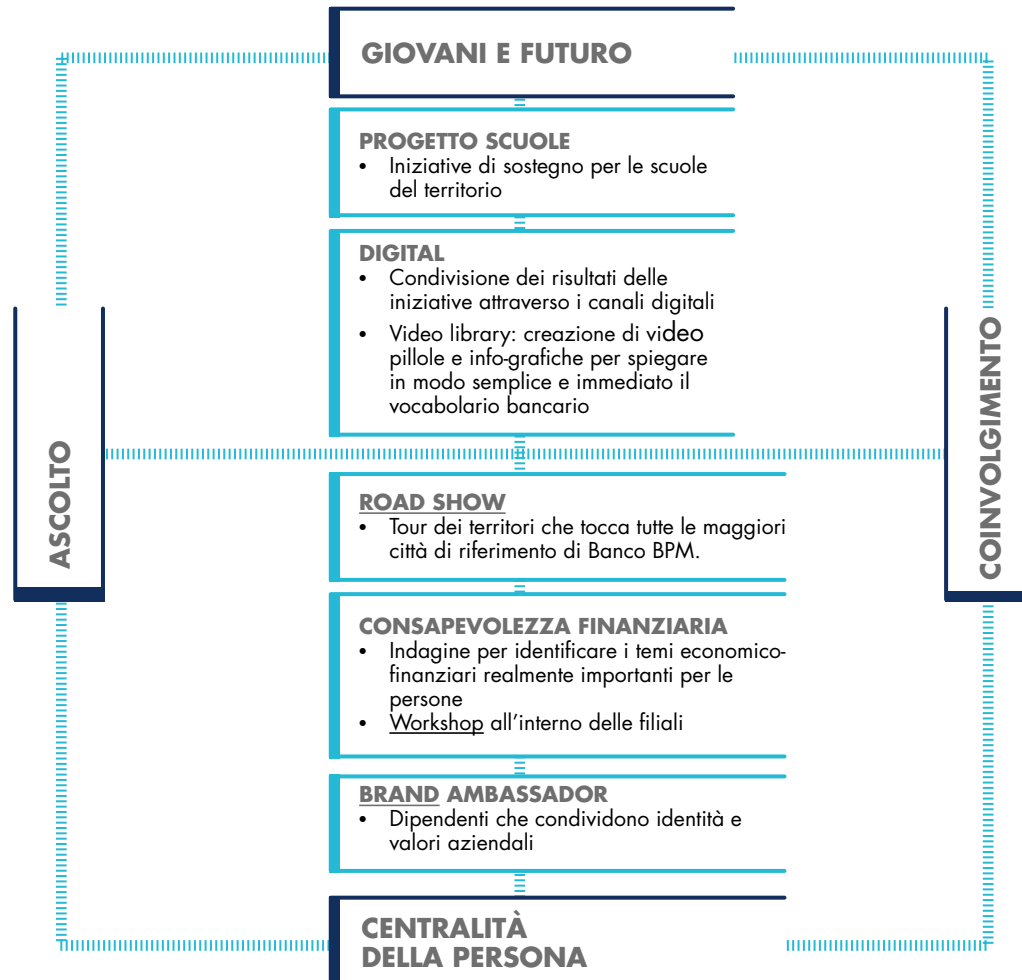 GIOVANI E FUTURO
PROGETTO SCUOLE
• Iniziative di sostegno per le scuole
del territorio
DIGITAL
• Condivisione dei risultati delle
iniziative attraverso i canali digitali
• Video library: creazione di video
pillole e info-grafiche per spiegare
in modo semplice e immediato il
vocabolario bancario
ASCOLTO
COINVOLGIMENTO
ROAD SHOW
• Tour dei territori che tocca tutte le maggiori
città di riferimento di Banco BPM.
CONSAPEVOLEZZA FINANZIARIA
• Indagine per identificare i temi economico-
finanziari realmente importanti per le
persone
• Workshop all’interno delle filiali
BRAND AMBASSADOR
• Dipendenti che condividono identità e
valori aziendali
CENTRALITÀ
DELLA PERSONA